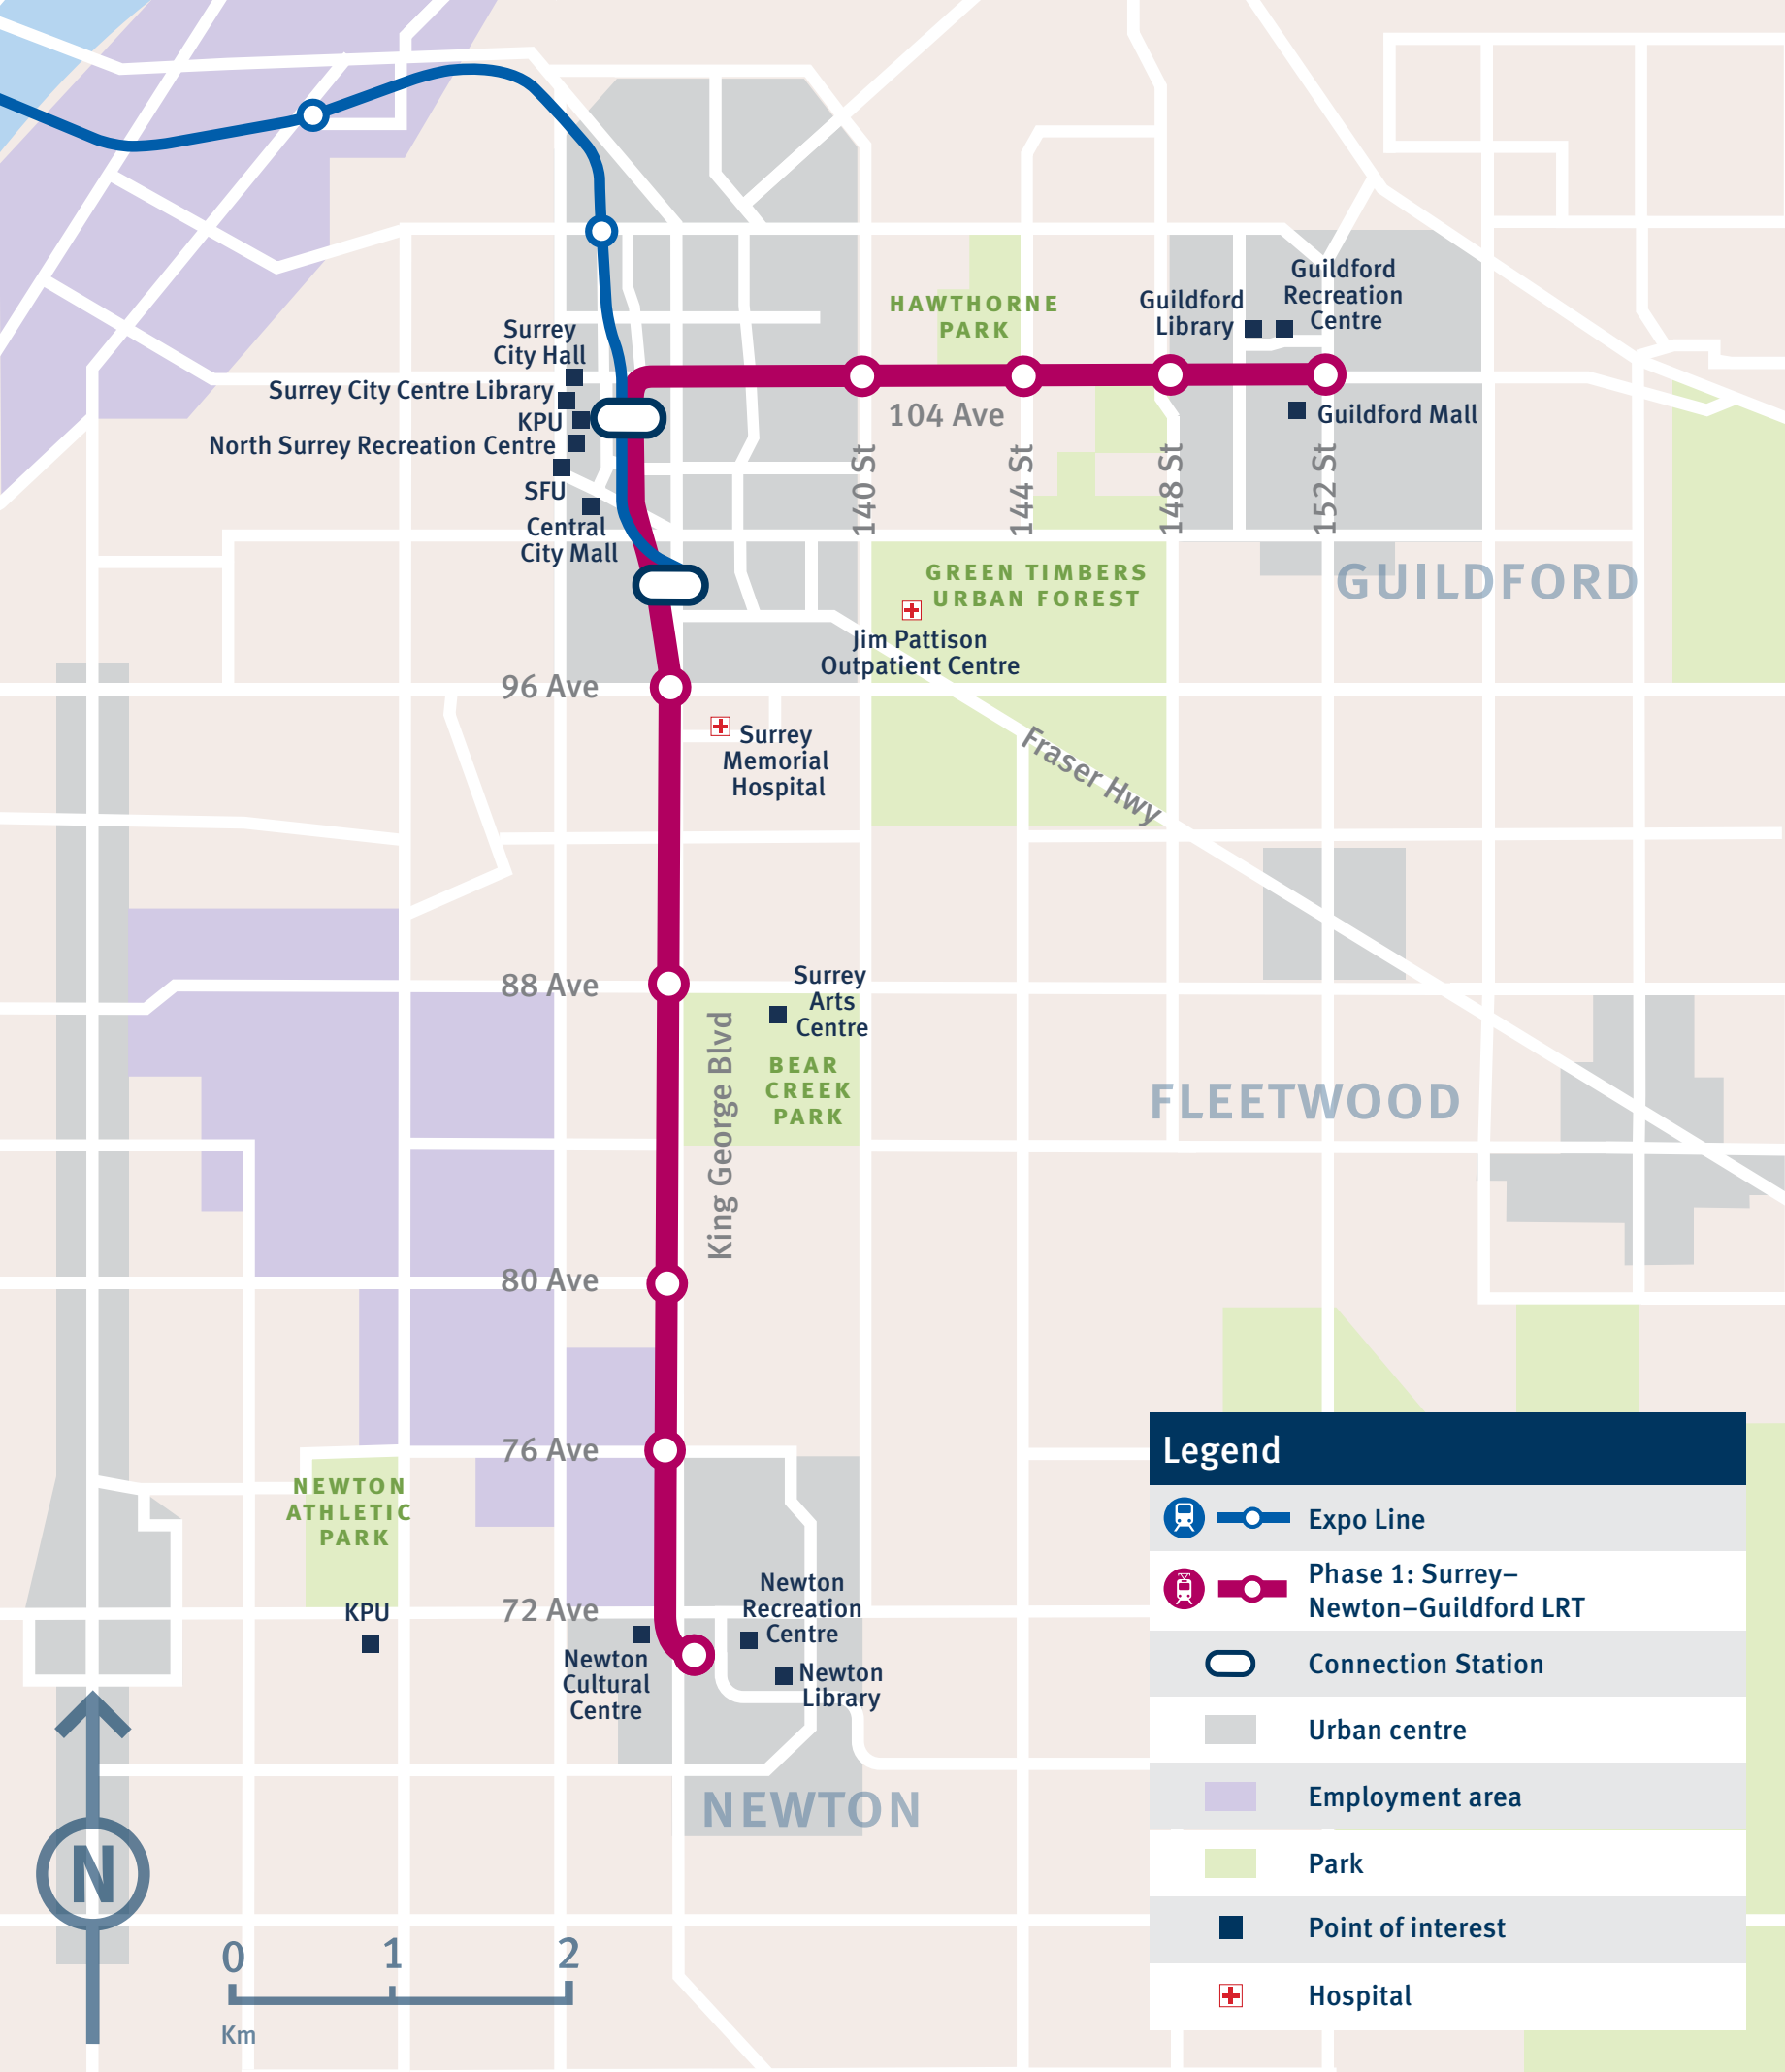 Surrey
City Hall
Surrey City Centre Library
KPU
North Surrey Recreation Centre
SFU
Central
City Mall
HAWTHORNE
PARK
Guildford
Library
Guildford
Recreation
Centre
104 Ave
Guildford Mall
140 St
144 St
148 St
152 St
GREEN TIMBERS
URBAN FOREST
GUILDFORD
Jim Pattison
Outpatient Centre
96 Ave
Surrey
Memorial
Hospital
Fraser Hwy
88 Ave
Surrey
Arts
Centre
King George Blvd
BEAR
CREEK
PARK
FLEETWOOD
80 Ave
76 Ave
NEWTON
ATHLETIC
PARK
KPU
72 Ave
Newton
Recreation
Centre
Newton
Cultural
Centre
Newton
Library
NEWTON
N
0 1 2
Km
Legend
Expo Line
Phase 1: Surrey–
Newton–Guildford LRT
Connection Station
Urban centre
Employment area
Park
Point of interest
Hospital